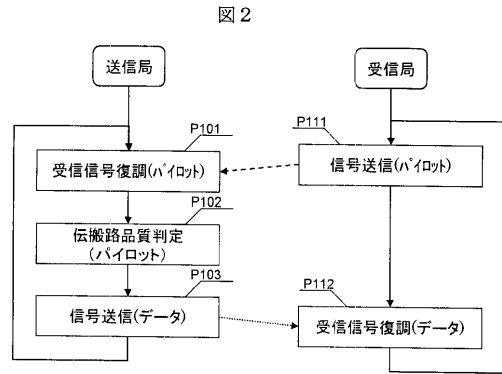 図2
送信局
受信局
P101
受信信号復調(パイロット)
P111
信号送信(パイロット)
P102
伝搬路品質判定
(パイロット)
P103
信号送信(データ)
P112
受信信号復調(データ)